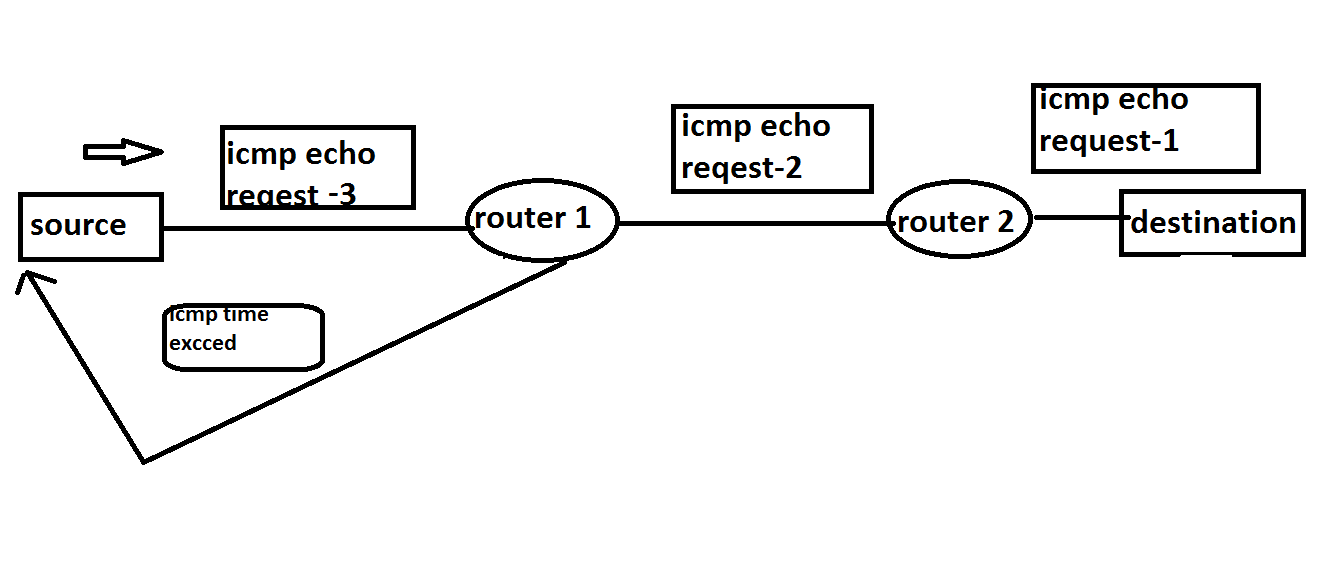 icmp echo
request-1
icmp echo
reqest-2
icmp echo
reqest -3
source
router 1
router 2
destination
icmp time
excced